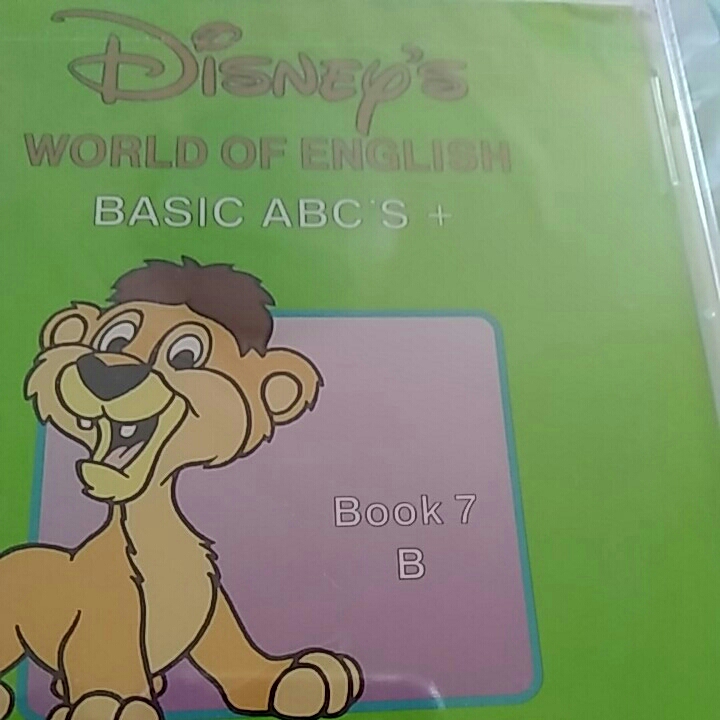 DISNEY'S
WORLD OF ENGLISH
BASIC ABC'S +
Book 7
B